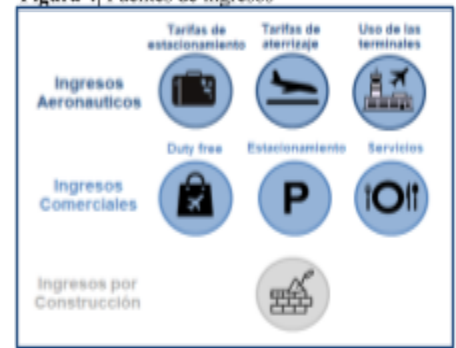 Figura 4| Fuentes de ingresos
Tarifas de estacionamiento
Tarifas de aterrizaje
Uso de las terminales
Ingresos
Aeronauticos
Duty free
Estacionamiento
Servicios
P
Ingresos
Comerciales
Ingresos por
Construcción